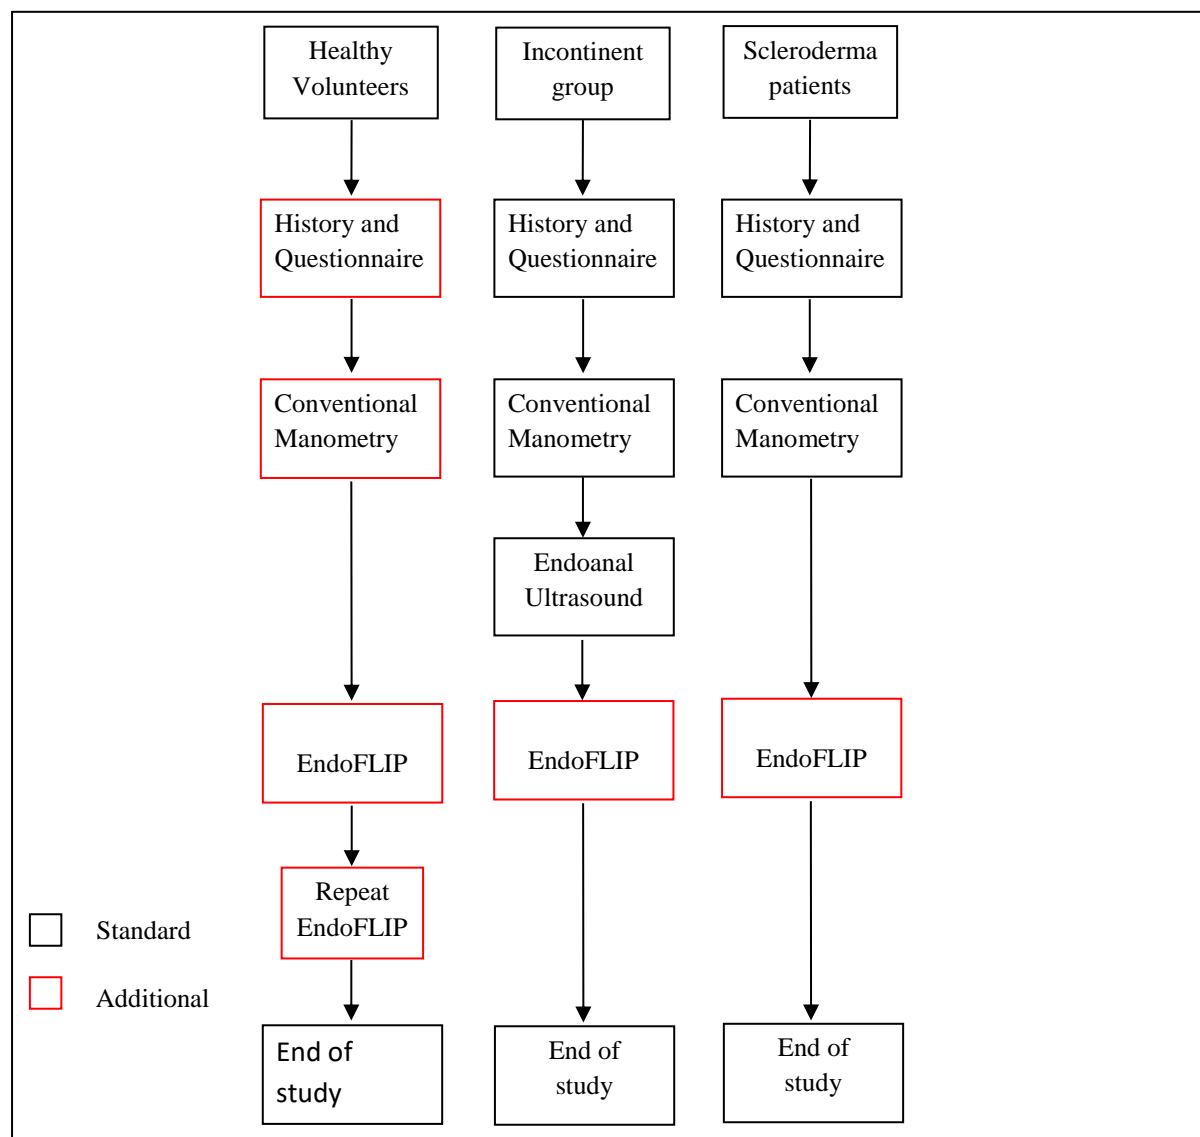 Healthy
Volunteers
Incontinent
group
Scleroderma
patients
History and
Questionnaire
History and
Questionnaire
History and
Questionnaire
Conventional
Manometry
Conventional
Manometry
Conventional
Manometry
Endoanal
Ultrasound
EndoFLIP
EndoFLIP
EndoFLIP
Repeat
EndoFLIP
Standard
Additional
End of
study
End of
study
End of
study